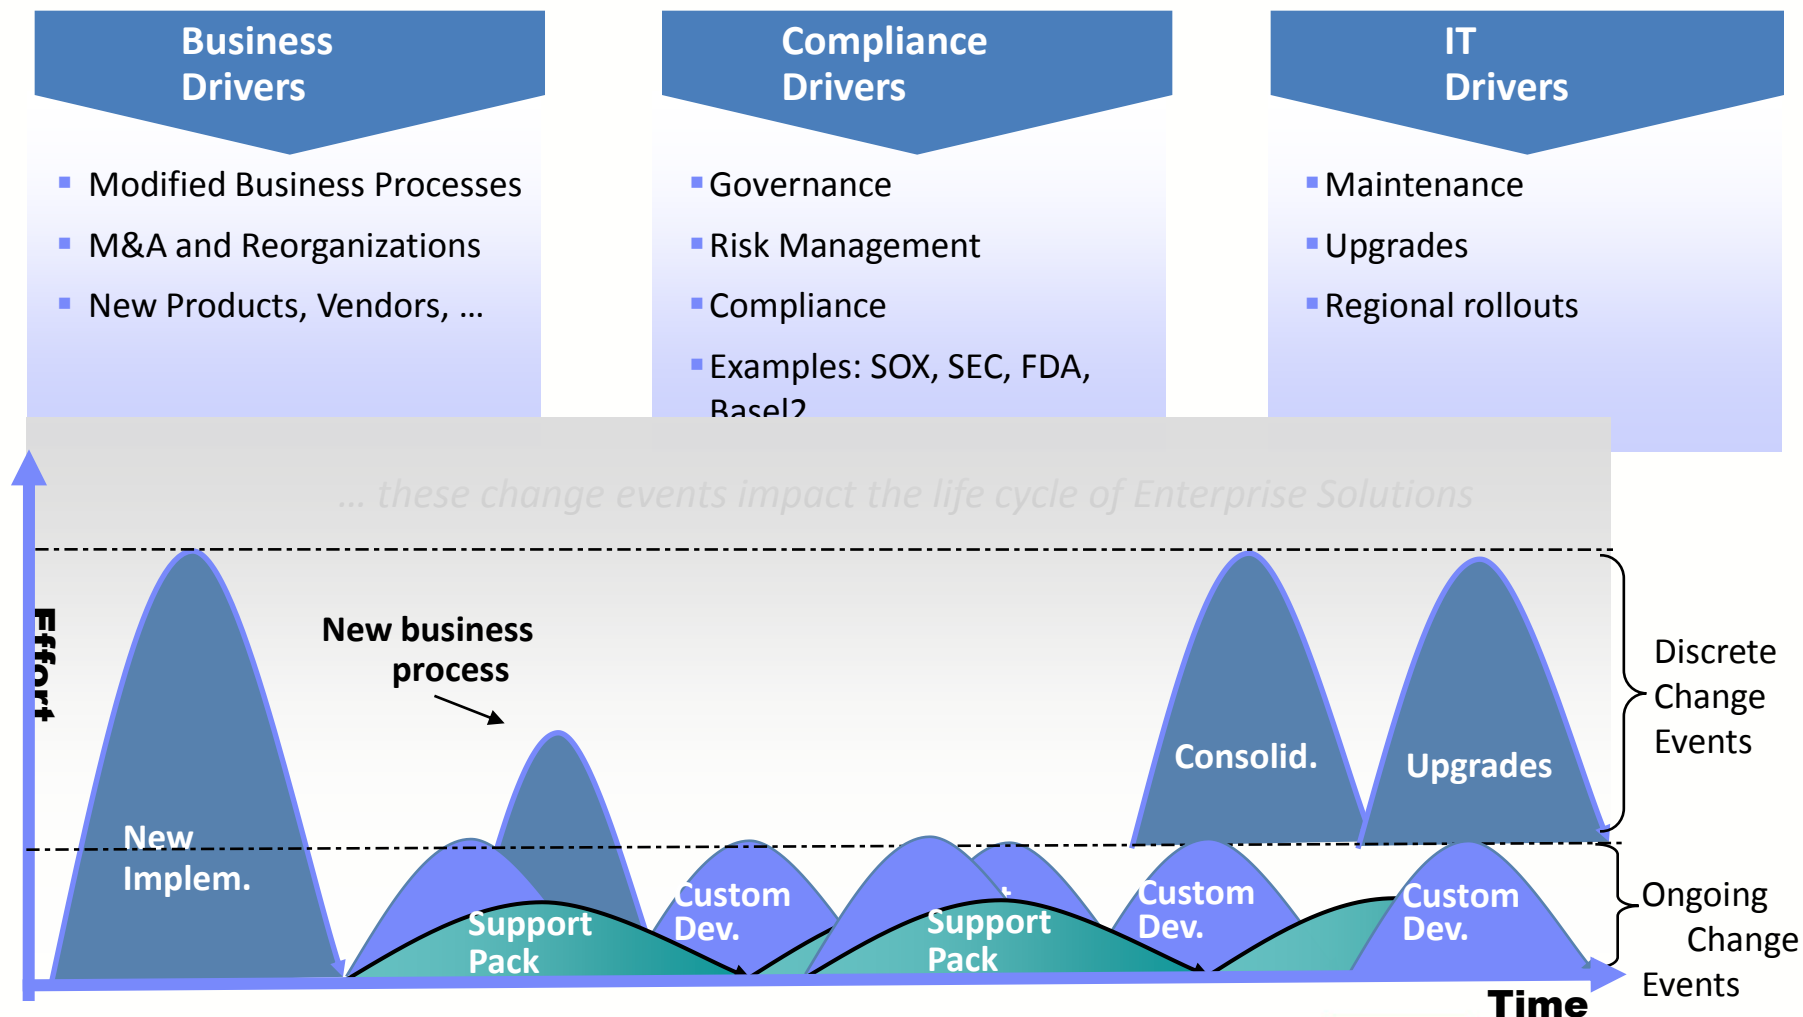 Business
Drivers
Compliance
Drivers
IT
Drivers
Modified Business Processes
M&A and Reorganizations
New Products, Vendors, ...
Governance
Risk Management
Compliance
Examples: SOX, SEC, FDA,
Basel2
Maintenance
Upgrades
Regional rollouts
... these change events impact the life cycle of Enterprise Solutions
Effort
New business
process
New
Implem.
Support
Pack
Custom
Dev.
Support
Pack
Consolid.
Custom
Dev.
Upgrades
Custom
Dev.
Discrete
Change
Events
Ongoing
Change
Events
Time